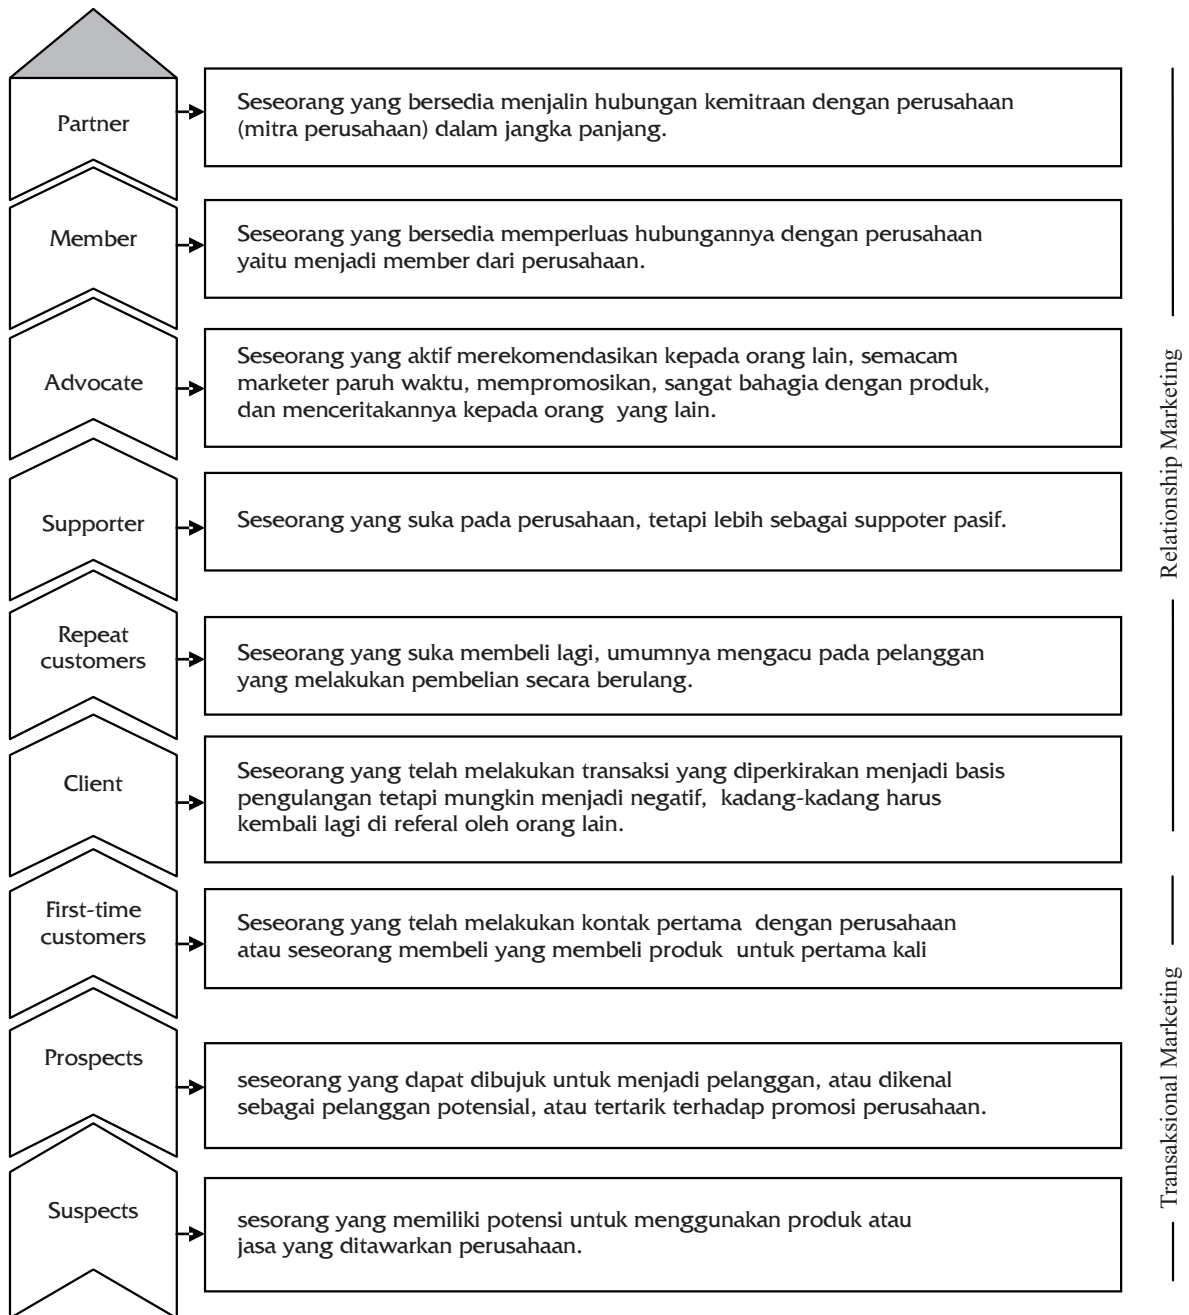 Partner
Seseorang yang bersedia menjalin hubungan kemitraan dengan perusahaan
(mitra perusahaan) dalam jangka panjang.
Member
Seseorang yang bersedia memperluas hubungannya dengan perusahaan
yaitu menjadi member dari perusahaan.
Advocate
Seseorang yang aktif merekomendasikan kepada orang lain, semacam
marketer paruh waktu, mempromosikan, sangat bahagia dengan produk,
dan menceritakannya kepada orang yang lain.
Supporter
Seseorang yang suka pada perusahaan, tetapi lebih sebagai suppoter pasif.
Repeat
customers
Seseorang yang suka membeli lagi, umumnya mengacu pada pelanggan
yang melakukan pembelian secara berulang.
Client
Seseorang yang telah melakukan transaksi yang diperkirakan menjadi basis
pengulangan tetapi mungkin menjadi negatif, kadang-kadang harus
kembali lagi di referal oleh orang lain.
First-time
customers
Seseorang yang telah melakukan kontak pertama dengan perusahaan
atau seseorang membeli yang membeli produk untuk pertama kali
Prospects
seseorang yang dapat dibujuk untuk menjadi pelanggan, atau dikenal
sebagai pelanggan potensial, atau tertarik terhadap promosi perusahaan.
Suspects
sesorang yang memiliki potensi untuk menggunakan produk atau
jasa yang ditawarkan perusahaan.
Relationship Marketing
Transaksional Marketing